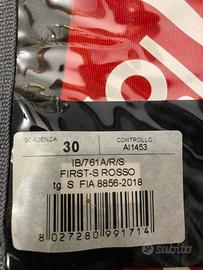 SCADENZA 30 CONTROLLO AI1453
IB/761A/R/S
FIRST-S ROSSO
tg S FIA 8856-2018
8 027280 991714
subito